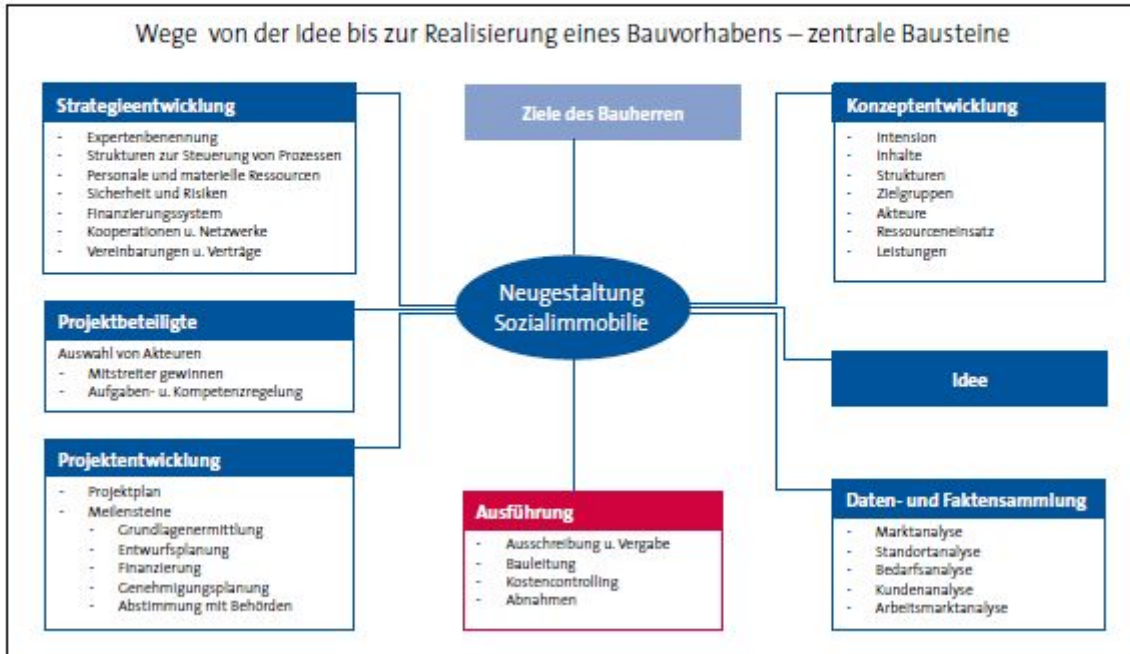 Wege von der Idee bis zur Realisierung eines Bauvorhabens – zentrale Bausteine
Strategieentwicklung
- Expertenbenennung
- Strukturen zur Steuerung von Prozessen
- Personale und materielle Ressourcen
- Sicherheit und Risiken
- Finanzierungssystem
- Kooperationen u. Netzwerke
- Vereinbarungen u. Verträge
Projektbeteiligte
Auswahl von Akteuren
- Mitstreiter gewinnen
- Aufgaben- u. Kompetenzregelung
Projektentwicklung
- Projektplan
- Meilensteine
- Grundlagenermittlung
- Entwurfsplanung
- Finanzierung
- Genehmigungsplanung
- Abstimmung mit Behörden
Ziele des Bauherren
Neugestaltung
Sozialimmobilie
Ausführung
- Ausschreibung u. Vergabe
- Bauleitung
- Kostencontrolling
- Abnahmen
Konzeptentwicklung
- Intension
- Inhalte
- Strukturen
- Zielgruppen
- Akteure
- Ressourceneinsatz
- Leistungen
Idee
Daten- und Faktensammlung
- Marktanalyse
- Standortanalyse
- Bedarfsanalyse
- Kundenanalyse
- Arbeitsmarktanalyse